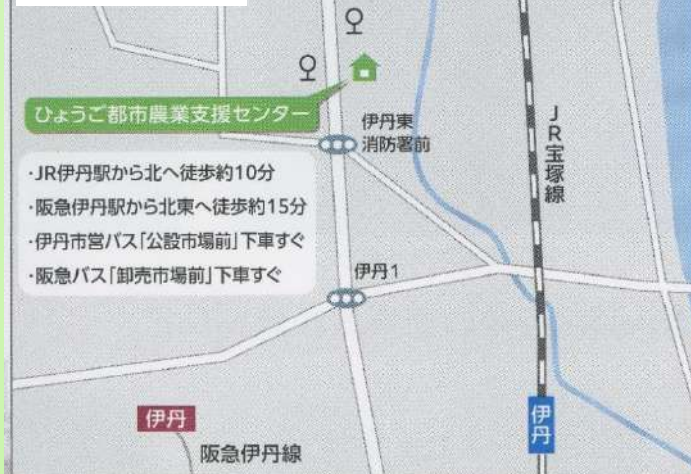 ひょうご都市農業支援センター
伊丹東
消防署前
JR宝塚線
・JR伊丹駅から北へ徒歩約10分
・阪急伊丹駅から北東へ徒歩約15分
・伊丹市営バス「公設市場前」下車すぐ
・阪急バス「卸売市場前」下車すぐ
伊丹1
伊丹
伊丹
阪急伊丹線